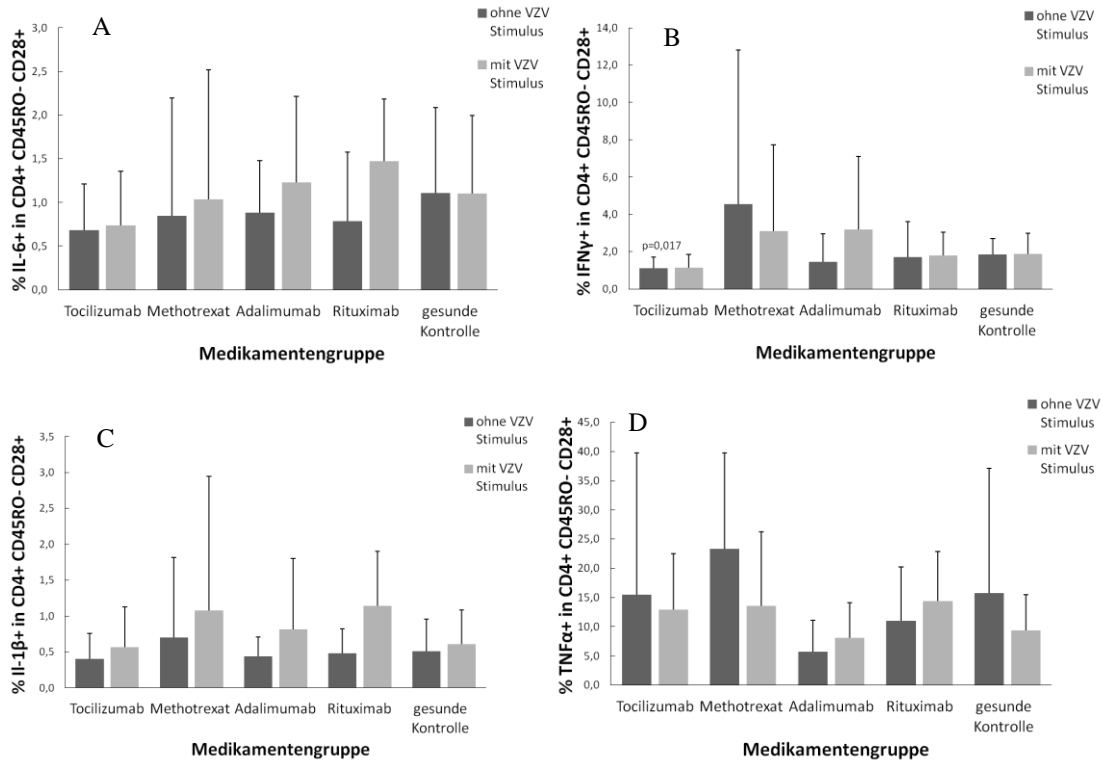 A
ohne VZV
Stimulus
mit VZV
Stimulus
% IL-6+ in CD4+ CD45RO- CD28+
3,0
2,5
2,0
1,5
1,0
0,5
0,0
Tocilizumab Methotrexat Adalimumab Rituximab gesunde
Kontrolle
Medikamentengruppe
B
ohne VZV
Stimulus
mit VZV
Stimulus
% IFNγ+ in CD4+ CD45RO- CD28+
14,0
12,0
10,0
8,0
6,0
4,0
2,0
0,0
p=0,017
Tocilizumab Methotrexat Adalimumab Rituximab gesunde
Kontrolle
Medikamentengruppe
C
ohne VZV
Stimulus
mit VZV
Stimulus
% Il-1β+ in CD4+ CD45RO- CD28+
3,5
3,0
2,5
2,0
1,5
1,0
0,5
0,0
Tocilizumab Methotrexat Adalimumab Rituximab gesunde
Kontrolle
Medikamentengruppe
D
ohne VZV
Stimulus
mit VZV
Stimulus
% TNFα+ in CD4+ CD45RO- CD28+
45,0
40,0
35,0
30,0
25,0
20,0
15,0
10,0
5,0
0,0
Tocilizumab Methotrexat Adalimumab Rituximab gesunde
Kontrolle
Medikamentengruppe